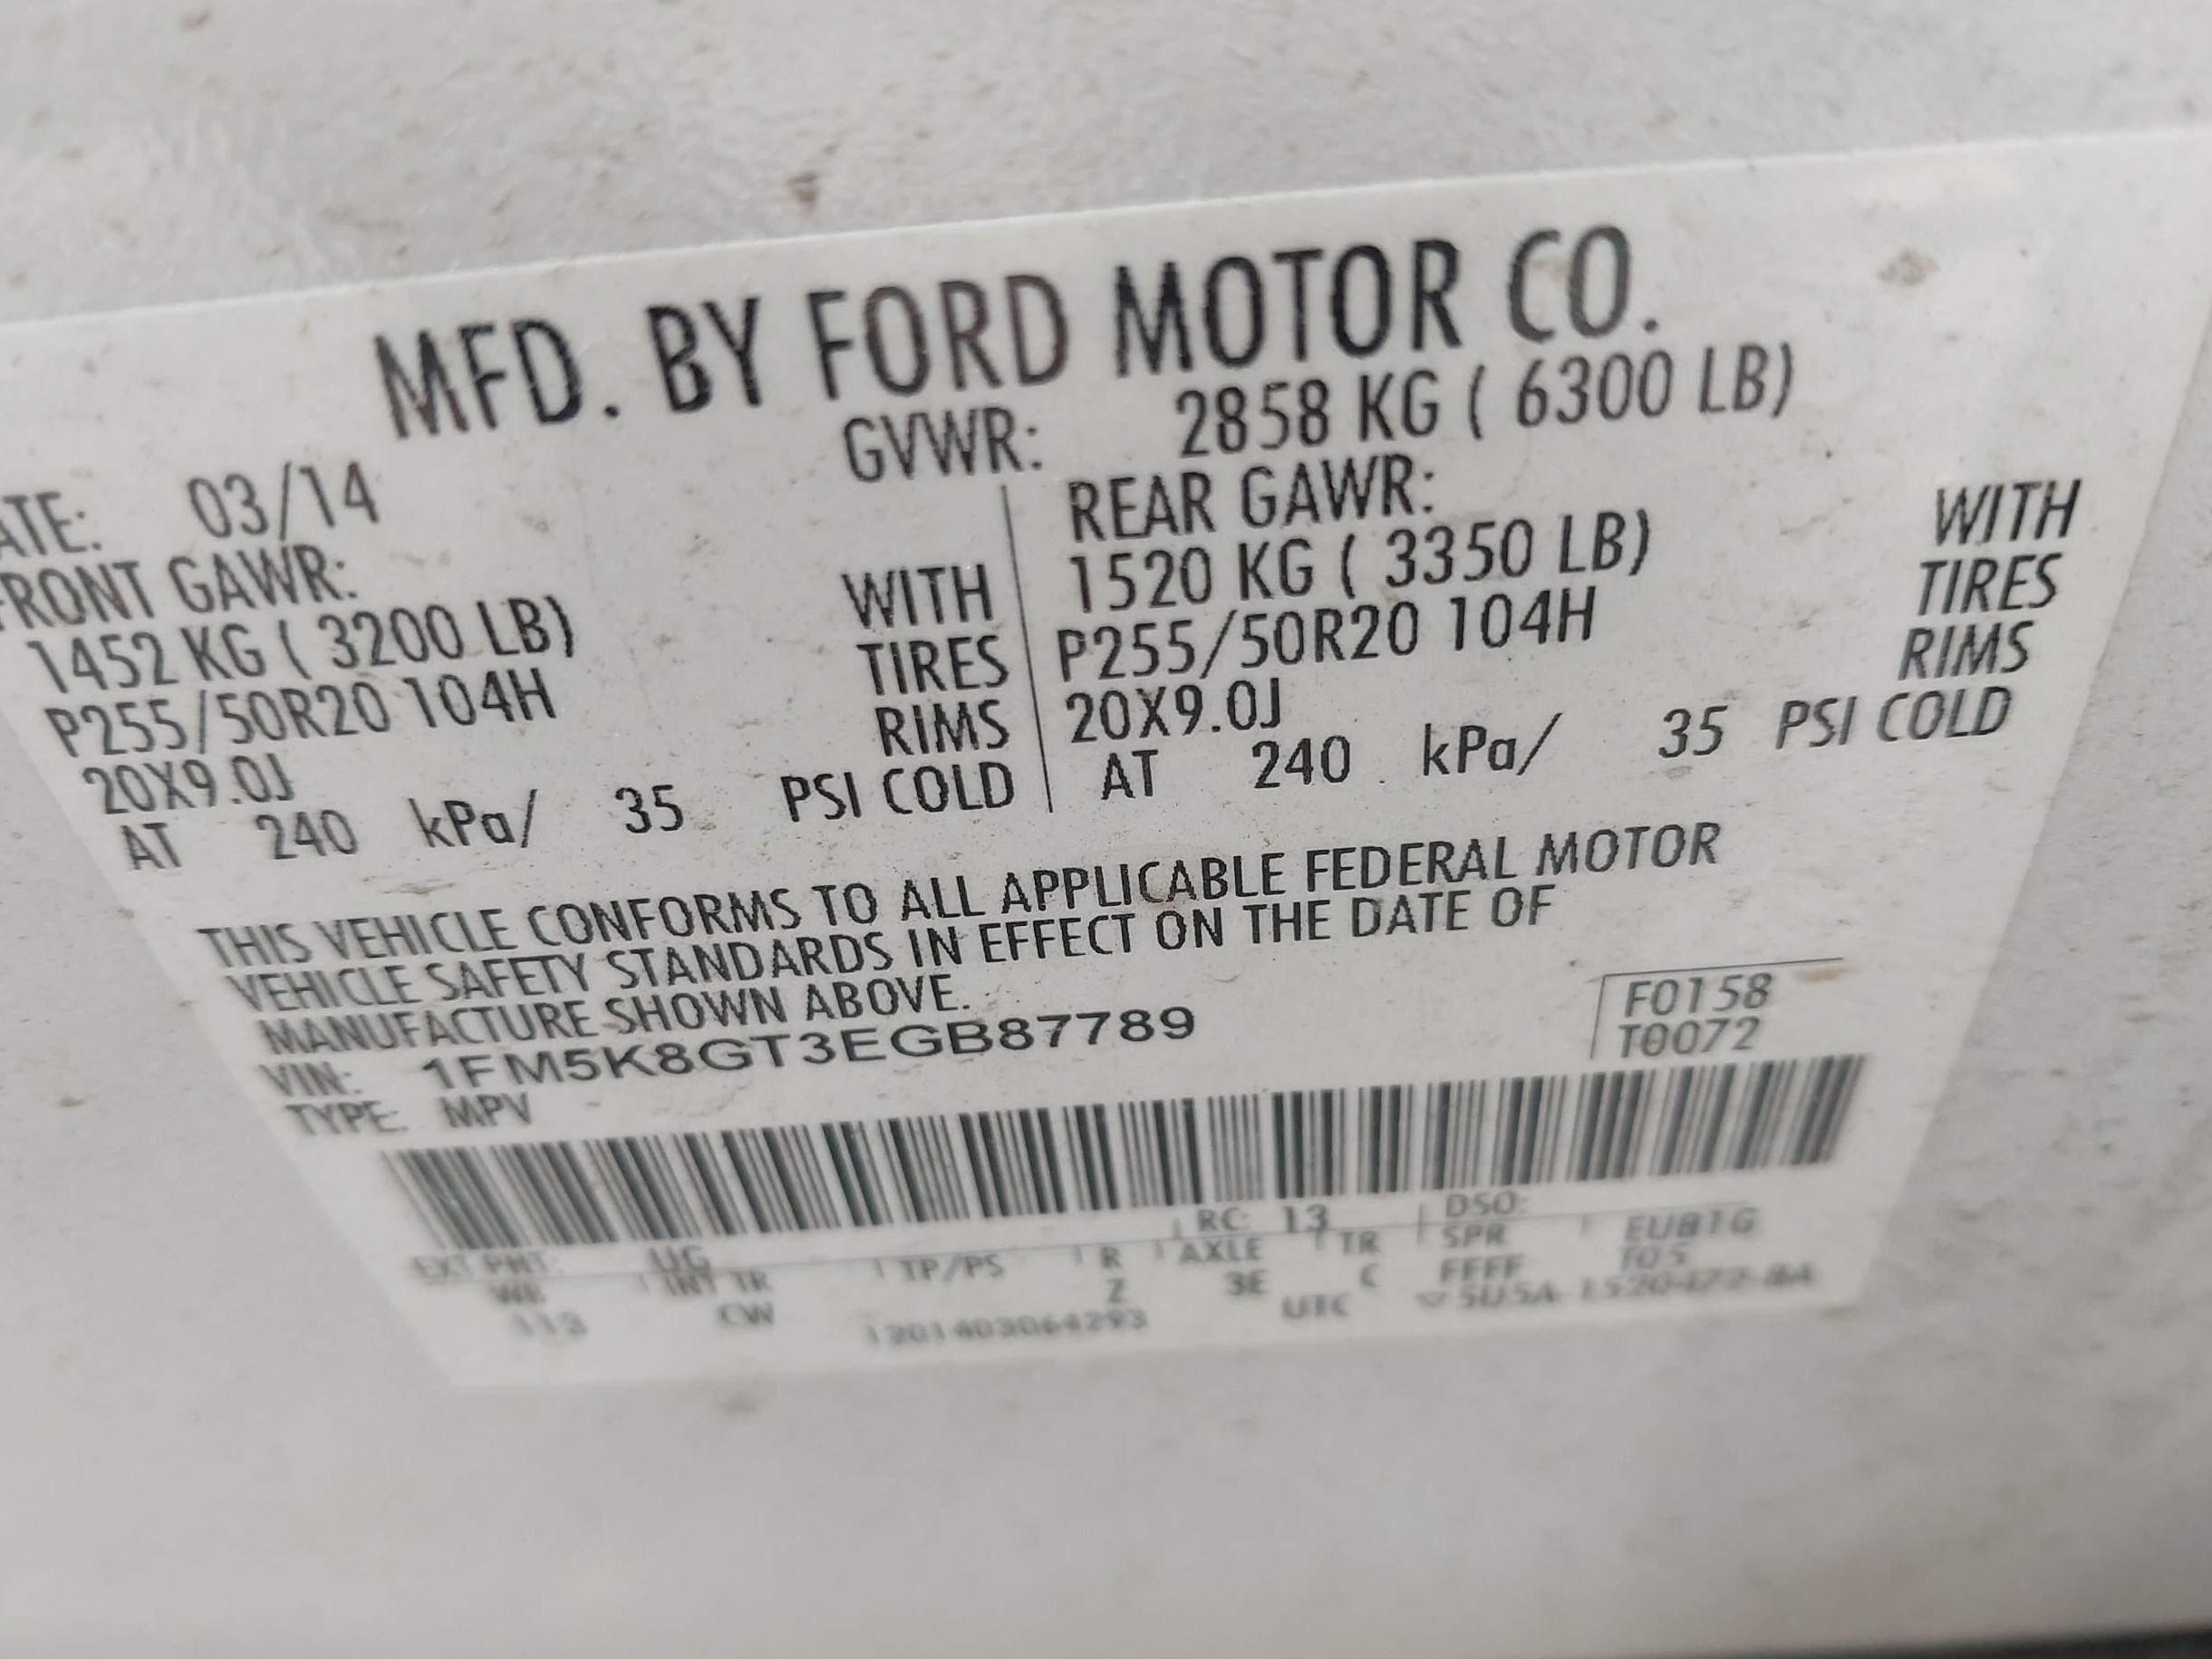 MFD. BY FORD MOTOR CO.
ATE: 03/14 GVWR: 2858 KG ( 6300 LB)
FRONT GAWR: REAR GAWR:
1452 KG ( 3200 LB) WITH 1520 KG ( 3350 LB) WITH
P255/50R20 104H TIRES P255/50R20 104H TIRES
20X9.0J RIMS 20X9.0J RIMS
AT 240 kPa/ 35 PSI COLD AT 240 kPa/ 35 PSI COLD
THIS VEHICLE CONFORMS TO ALL APPLICABLE FEDERAL MOTOR
VEHICLE SAFETY STANDARDS IN EFFECT ON THE DATE OF
MANUFACTURE SHOWN ABOVE.
F0158
VIN: 1FM5K8GT3EGB87789
T0072
TYPE: MPV
EXT PNT: UG RC: 13 DSO:
WB INT TR TP/PS R AXLE TR SPR EUB1G
CW Z 3E C FFFF
1201403064293 UTC